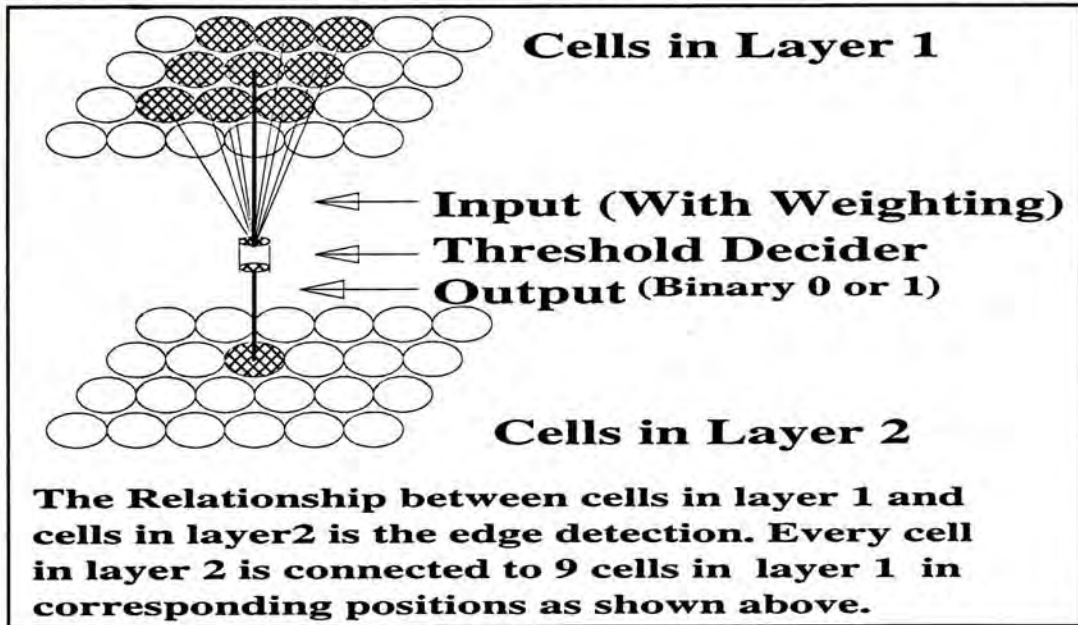 Cells in Layer 1
Input (With Weighting)
Threshold Decider
Output (Binary 0 or 1)
Cells in Layer 2
The Relationship between cells in layer 1 and
cells in layer2 is the edge detection. Every cell
in layer 2 is connected to 9 cells in layer 1 in
corresponding positions as shown above.